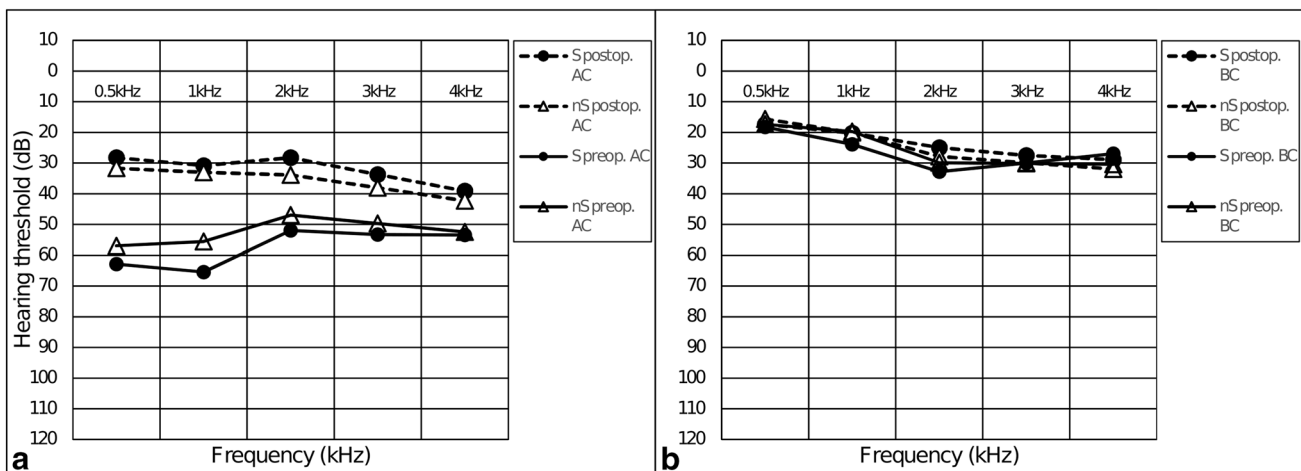 10
0
10
20
30
40
50
60
70
80
90
100
110
120
Hearing threshold (dB)
0.5kHz 1kHz 2kHz 3kHz 4kHz
Frequency (kHz)
S postop.
AC
nS postop.
AC
S preop. AC
nS preop.
AC
a
10
0
10
20
30
40
50
60
70
80
90
100
110
120
0.5kHz 1kHz 2kHz 3kHz 4kHz
Frequency (kHz)
S postop.
BC
nS postop.
BC
S preop. BC
nS preop.
BC
b